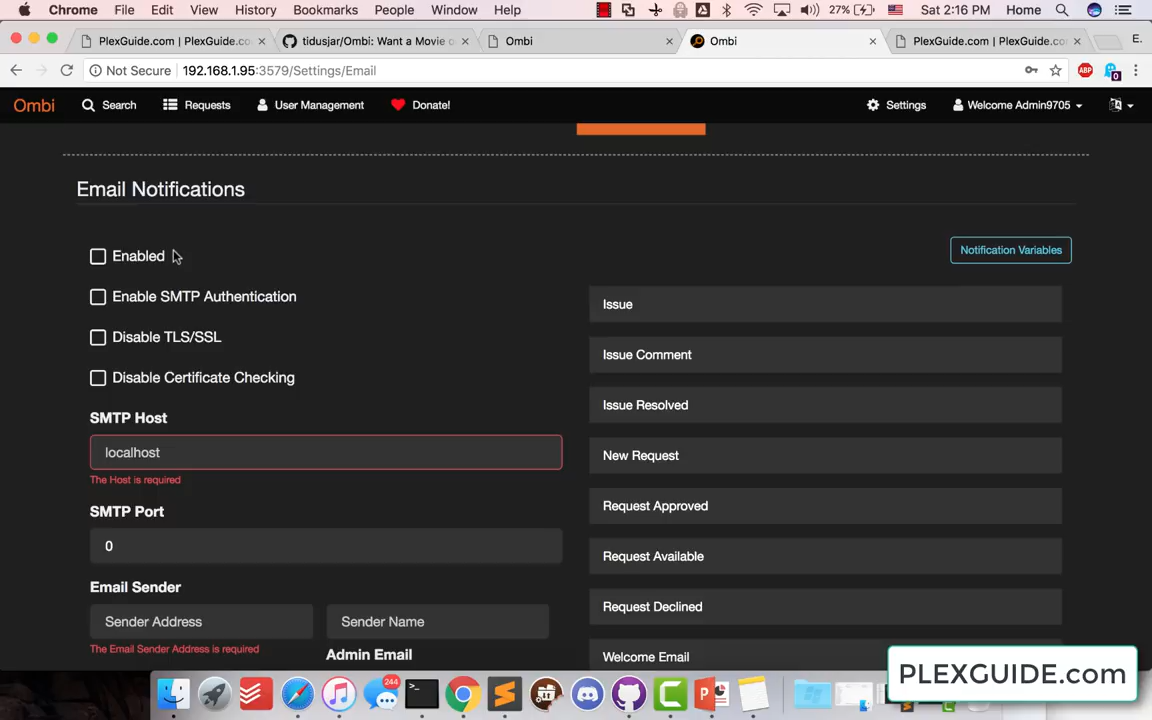 Chrome File Edit View History Bookmarks People Window Help 27% Sat 2:16 PM Home
PlexGuide.com | PlexGuide.co
tidusjar/Ombi: Want a Movie o
Ombi
Ombi
PlexGuide.com | PlexGuide.co
E.
Not Secure 192.168.1.95:3579/Settings/Email ABP 0
Ombi Search Requests User Management Donate! Settings Welcome Admin9705
Email Notifications
Enabled
Notification Variables
Enable SMTP Authentication
Disable TLS/SSL
Disable Certificate Checking
SMTP Host
localhost
The Host is required
SMTP Port
0
Email Sender
Sender Address
Sender Name
The Email Sender Address is required
Admin Email
Issue
Issue Comment
Issue Resolved
New Request
Request Approved
Request Available
Request Declined
Welcome Email
PLEXGUIDE.com
244